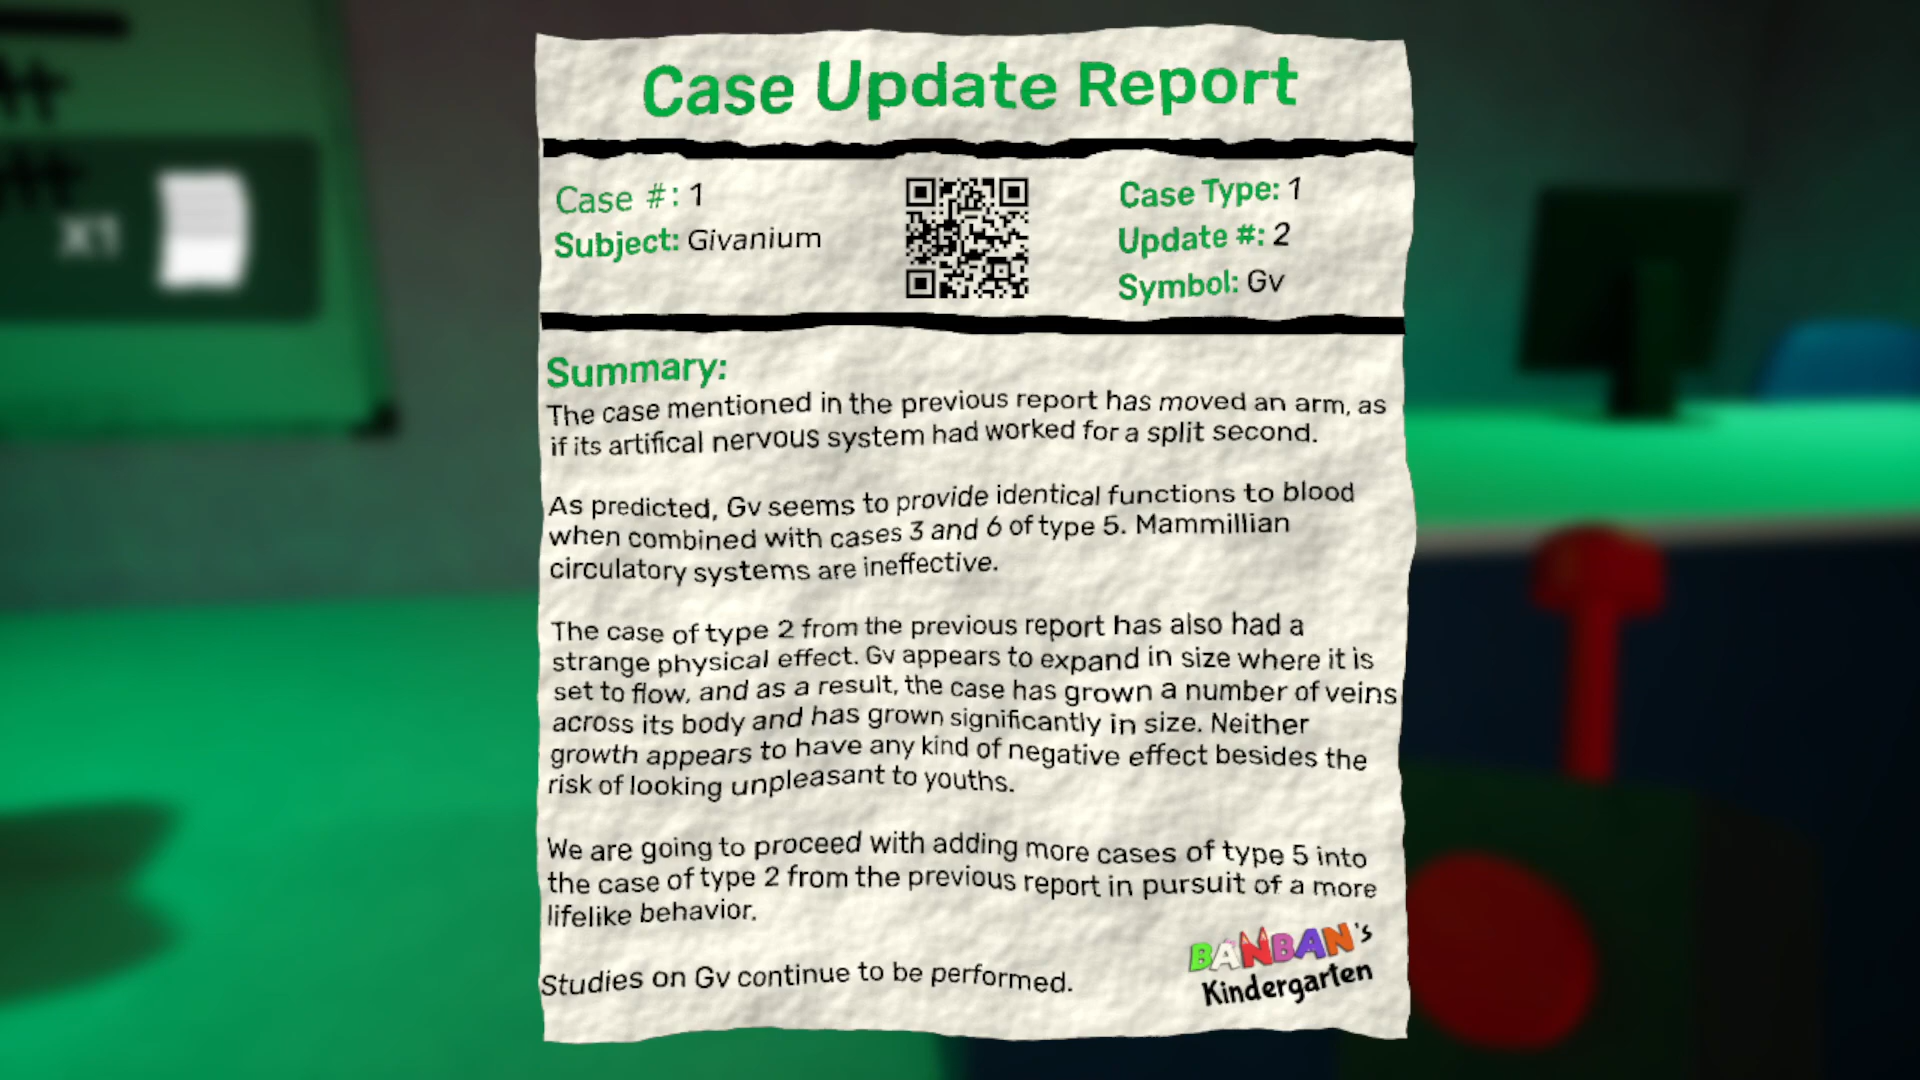 Case Update Report
x1
Case #: 1
Subject: Givanium
Case Type: 1
Update #: 2
Symbol: Gv
Summary:
The case mentioned in the previous report has moved an arm, as
if its artifical nervous system had worked for a split second.
As predicted, Gv seems to provide identical functions to blood
when combined with cases 3 and 6 of type 5. Mammillian
circulatory systems are ineffective.
The case of type 2 from the previous report has also had a
strange physical effect. Gv appears to expand in size where it is
set to flow, and as a result, the case has grown a number of veins
across its body and has grown significantly in size. Neither
growth appears to have any kind of negative effect besides the
risk of looking unpleasant to youths.
We are going to proceed with adding more cases of type 5 into
the case of type 2 from the previous report in pursuit of a more
lifelike behavior.
Studies on Gv continue to be performed.
BANBAN's
Kindergarten